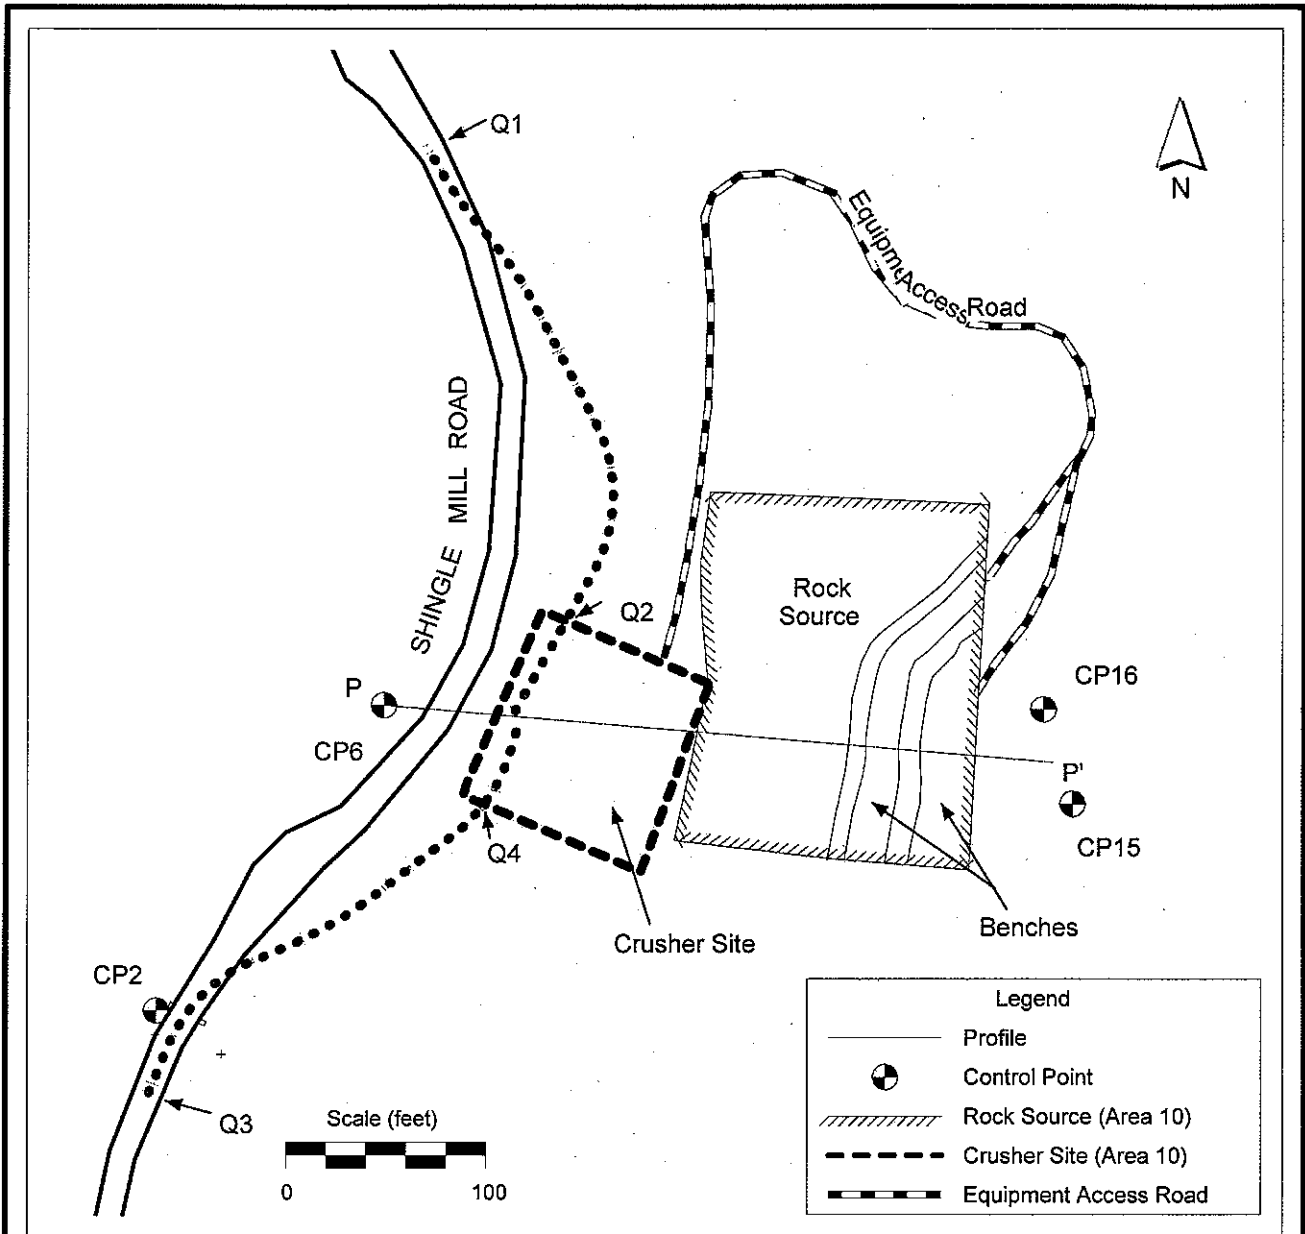 Q1
N
Equipm
Access
Road
SHINGLE MILL ROAD
Rock
Source
Q2
P
CP6
CP16
P'
CP15
Q4
Crusher Site
Benches
CP2
Q3
Scale (feet)
0 100
Legend
Profile
Control Point
Rock Source (Area 10)
Crusher Site (Area 10)
Equipment Access Road